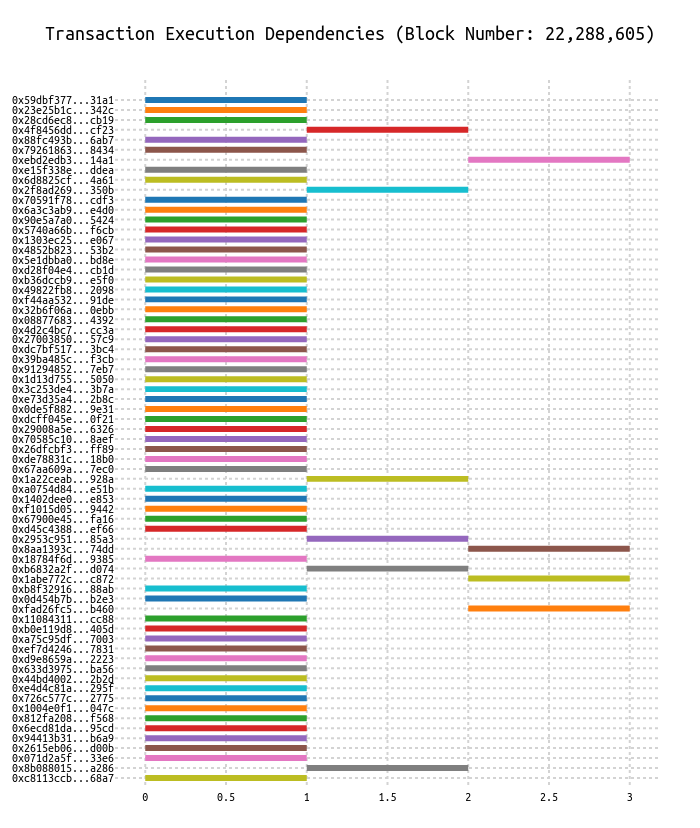 Transaction Execution Dependencies (Block Number: 22,288,605)
0x59dbf377...31a1
0x23e25b1c...342c
0x28cd6ec8...cb19
0x4f8456dd...cf23
0x88fc493b...6ab7
0x79261863...8434
0xebd2edb3...14a1
0xe15f338e...ddea
0x6d8825cf...4a61
0x2f8ad269...350b
0x70591f78...cdf3
0x6a3c3ab9...e4d0
0x90e5a7a0...5424
0x5740a66b...f6cb
0x1303ec25...e067
0x4852b823...53b2
0x5e1dbba0...bd8e
0xd28f04e4...cb1d
0xb36dccb9...e5f0
0x49822fb8...2098
0xf44aa532...91de
0x32b6f06a...0ebb
0x08877683...4392
0x4d2c4bc7...cc3a
0x27003850...57c9
0xdc7bf517...3bc4
0x39ba485c...f3cb
0x91294852...7eb7
0x1d13d755...5050
0x3c253de4...3b7a
0xe73d35a4...2b8c
0x0de5f882...9e31
0xdcff045e...0f21
0x29008a5e...6326
0x70585c10...8aef
0x26dfcbf3...ff89
0xde78831c...18b0
0x67aa609a...7ec0
0x1a22ceab...928a
0xa0754d84...e51b
0x1402dee0...e853
0xf1015d05...9442
0x67900e45...fa16
0xd45c4388...ef66
0x2953c951...85a3
0x8aa1393c...74dd
0x18784f6d...9385
0xb6832a2f...d074
0x1abe772c...c872
0xb8f32916...88ab
0x0d454b7b...b2e3
0xfad26fc5...b460
0x11084311...cc88
0xb0e119d8...405d
0xa75c95df...7003
0xef7d4246...7831
0xd9e8659a...2223
0x633d3975...ba56
0x44bd4002...2b2d
0xe4d4c81a...295f
0x726c577c...2775
0x1004e0f1...047c
0x812fa208...f568
0x6ecd81da...95cd
0x94413b31...b6a9
0x2615eb06...d00b
0x071d2a5f...33e6
0x8b088015...a286
0xc8113ccb...68a7
0 0.5 1 1.5 2 2.5 3